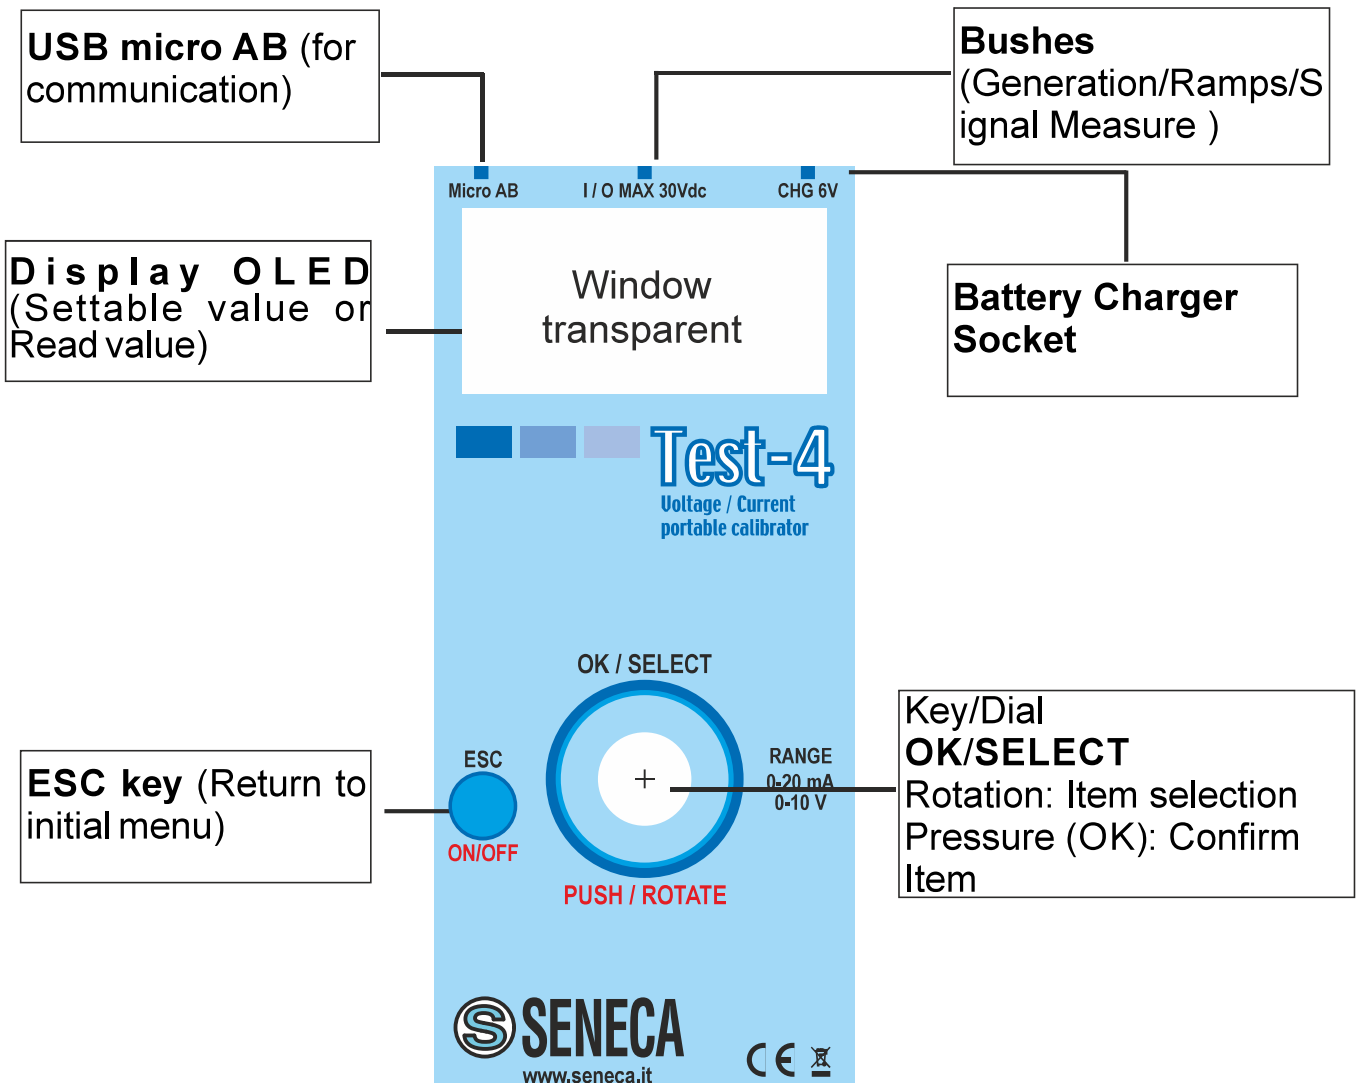 USB micro AB (for
communication)
Bushes
(Generation/Ramps/S
ignal Measure )
Micro AB
I / O MAX 30Vdc
CHG 6V
Display OLED
(Settable value or
Read value)
Window
transparent
Battery Charger
Socket
Test-4
Voltage / Current
portable calibrator
OK / SELECT
ESC
ON/OFF
RANGE
0-20 mA
0-10 V
PUSH / ROTATE
ESC key (Return to
initial menu)
Key/Dial
OK/SELECT
Rotation: Item selection
Pressure (OK): Confirm
Item
S SENECA
www.seneca.it
CE